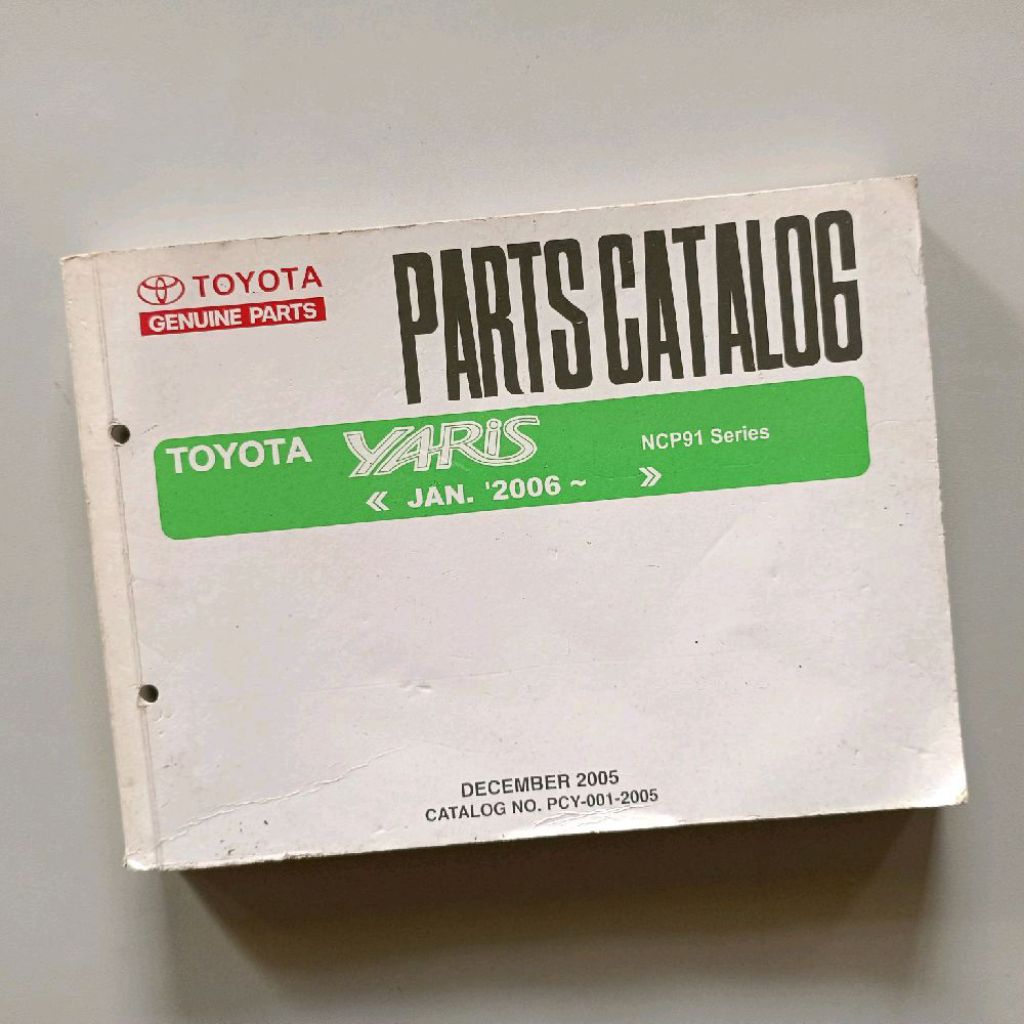 TOYOTA
GENUINE PARTS
PARTS CATALOG
TOYOTA YARiS NCP91 Series
« JAN. '2006 ~ »
DECEMBER 2005
CATALOG NO. PCY-001-2005